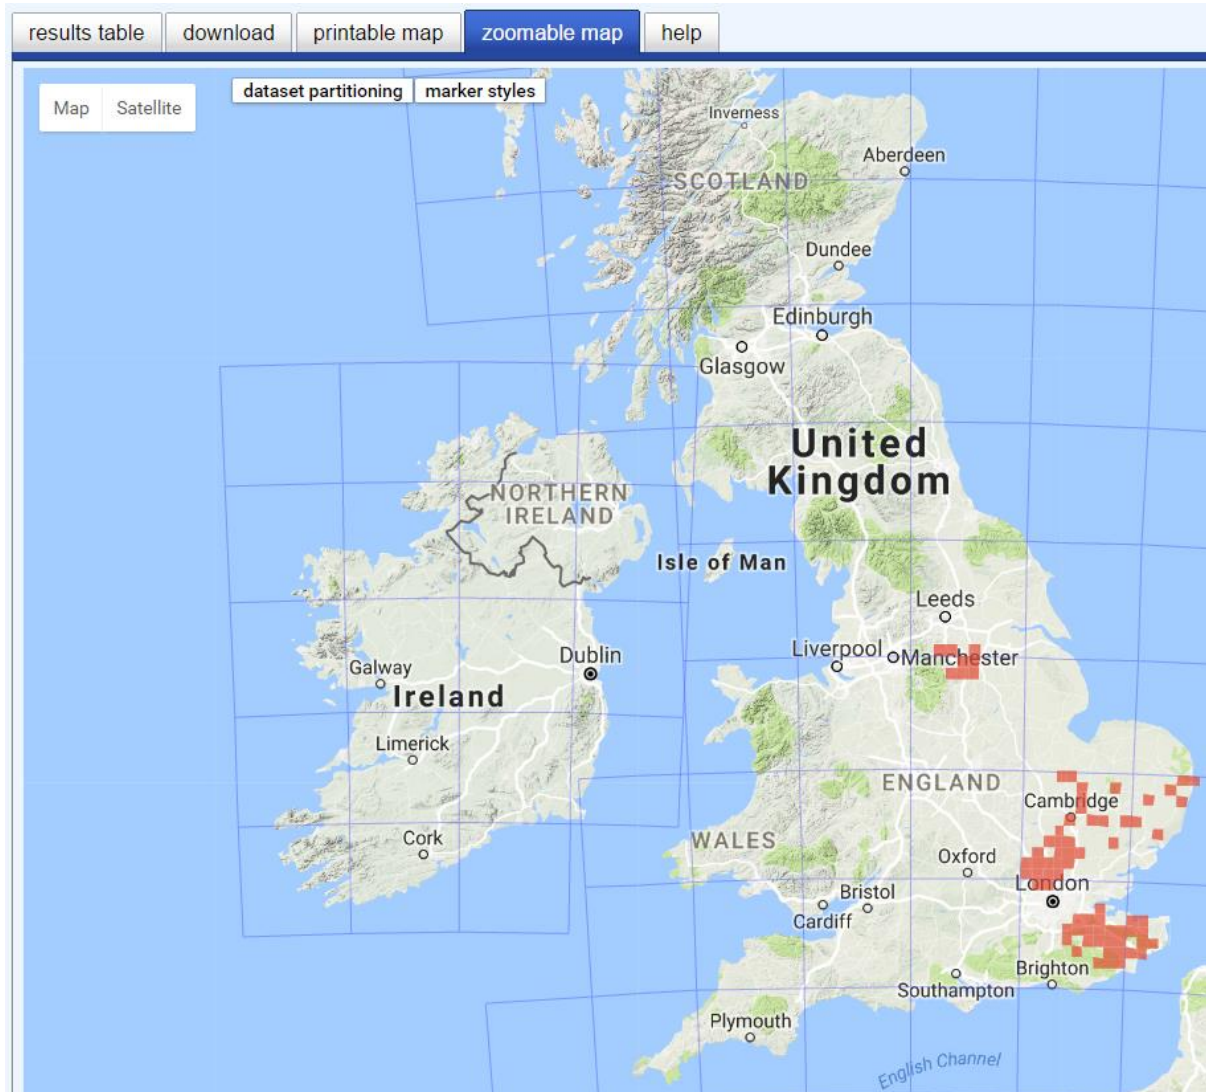 results table
download
printable map
zoomable map
help
Map
Satellite
dataset partitioning
marker styles
Inverness
Aberdeen
SCOTLAND
Dundee
Edinburgh
Glasgow
United
Kingdom
NORTHERN
IRELAND
Isle of Man
Leeds
Liverpool
Manchester
Dublin
Galway
Ireland
Limerick
ENGLAND
Cambridge
Cork
WALES
Oxford
London
Bristol
Cardiff
Brighton
Southampton
Plymouth
English Channel